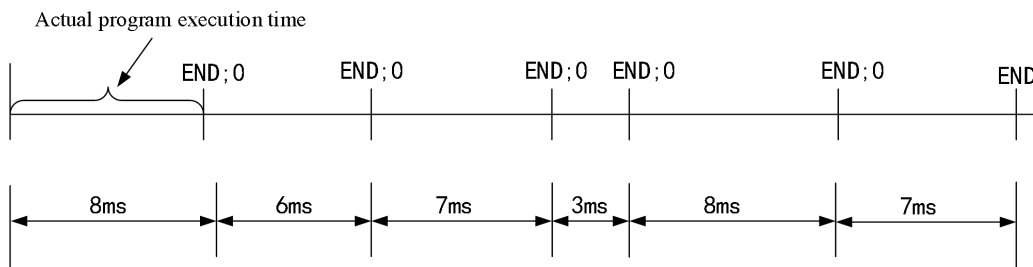 Actual program execution time
END;0 END;0 END;0 END;0 END;0 END
8ms 6ms 7ms 3ms 8ms 7ms